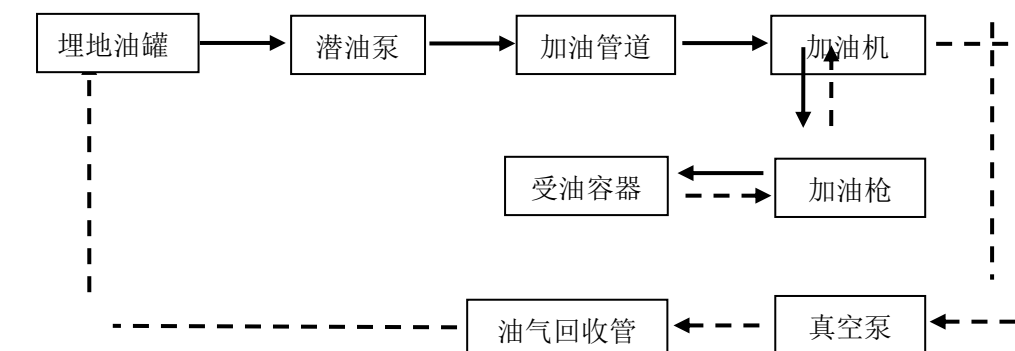 埋地油罐
潜油泵
加油管道
加油机
受油容器
加油枪
油气回收管
真空泵